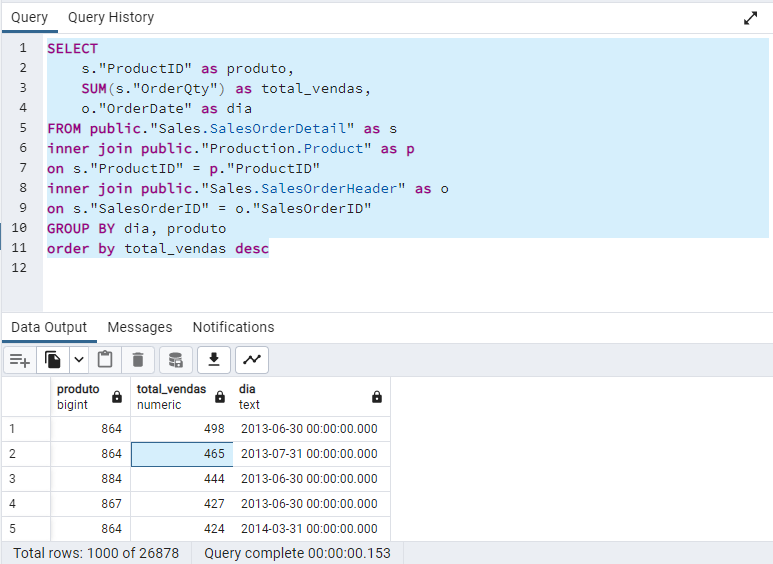 Query Query History
1 SELECT
2 s."ProductID" as produto,
3 SUM(s."OrderQty") as total_vendas,
4 o."OrderDate" as dia
5 FROM public."Sales.SalesOrderDetail" as s
6 inner join public."Production.Product" as p
7 on s."ProductID" = p."ProductID"
8 inner join public."Sales.SalesOrderHeader" as o
9 on s."SalesOrderID" = o."SalesOrderID"
10 GROUP BY dia, produto
11 order by total_vendas desc
12
Data Output Messages Notifications
produto total_vendas dia
bigint numeric text
1 864 498 2013-06-30 00:00:00.000
2 864 465 2013-07-31 00:00:00.000
3 884 444 2013-06-30 00:00:00.000
4 867 427 2013-06-30 00:00:00.000
5 864 424 2014-03-31 00:00:00.000
Total rows: 1000 of 26878 Query complete 00:00:00.153